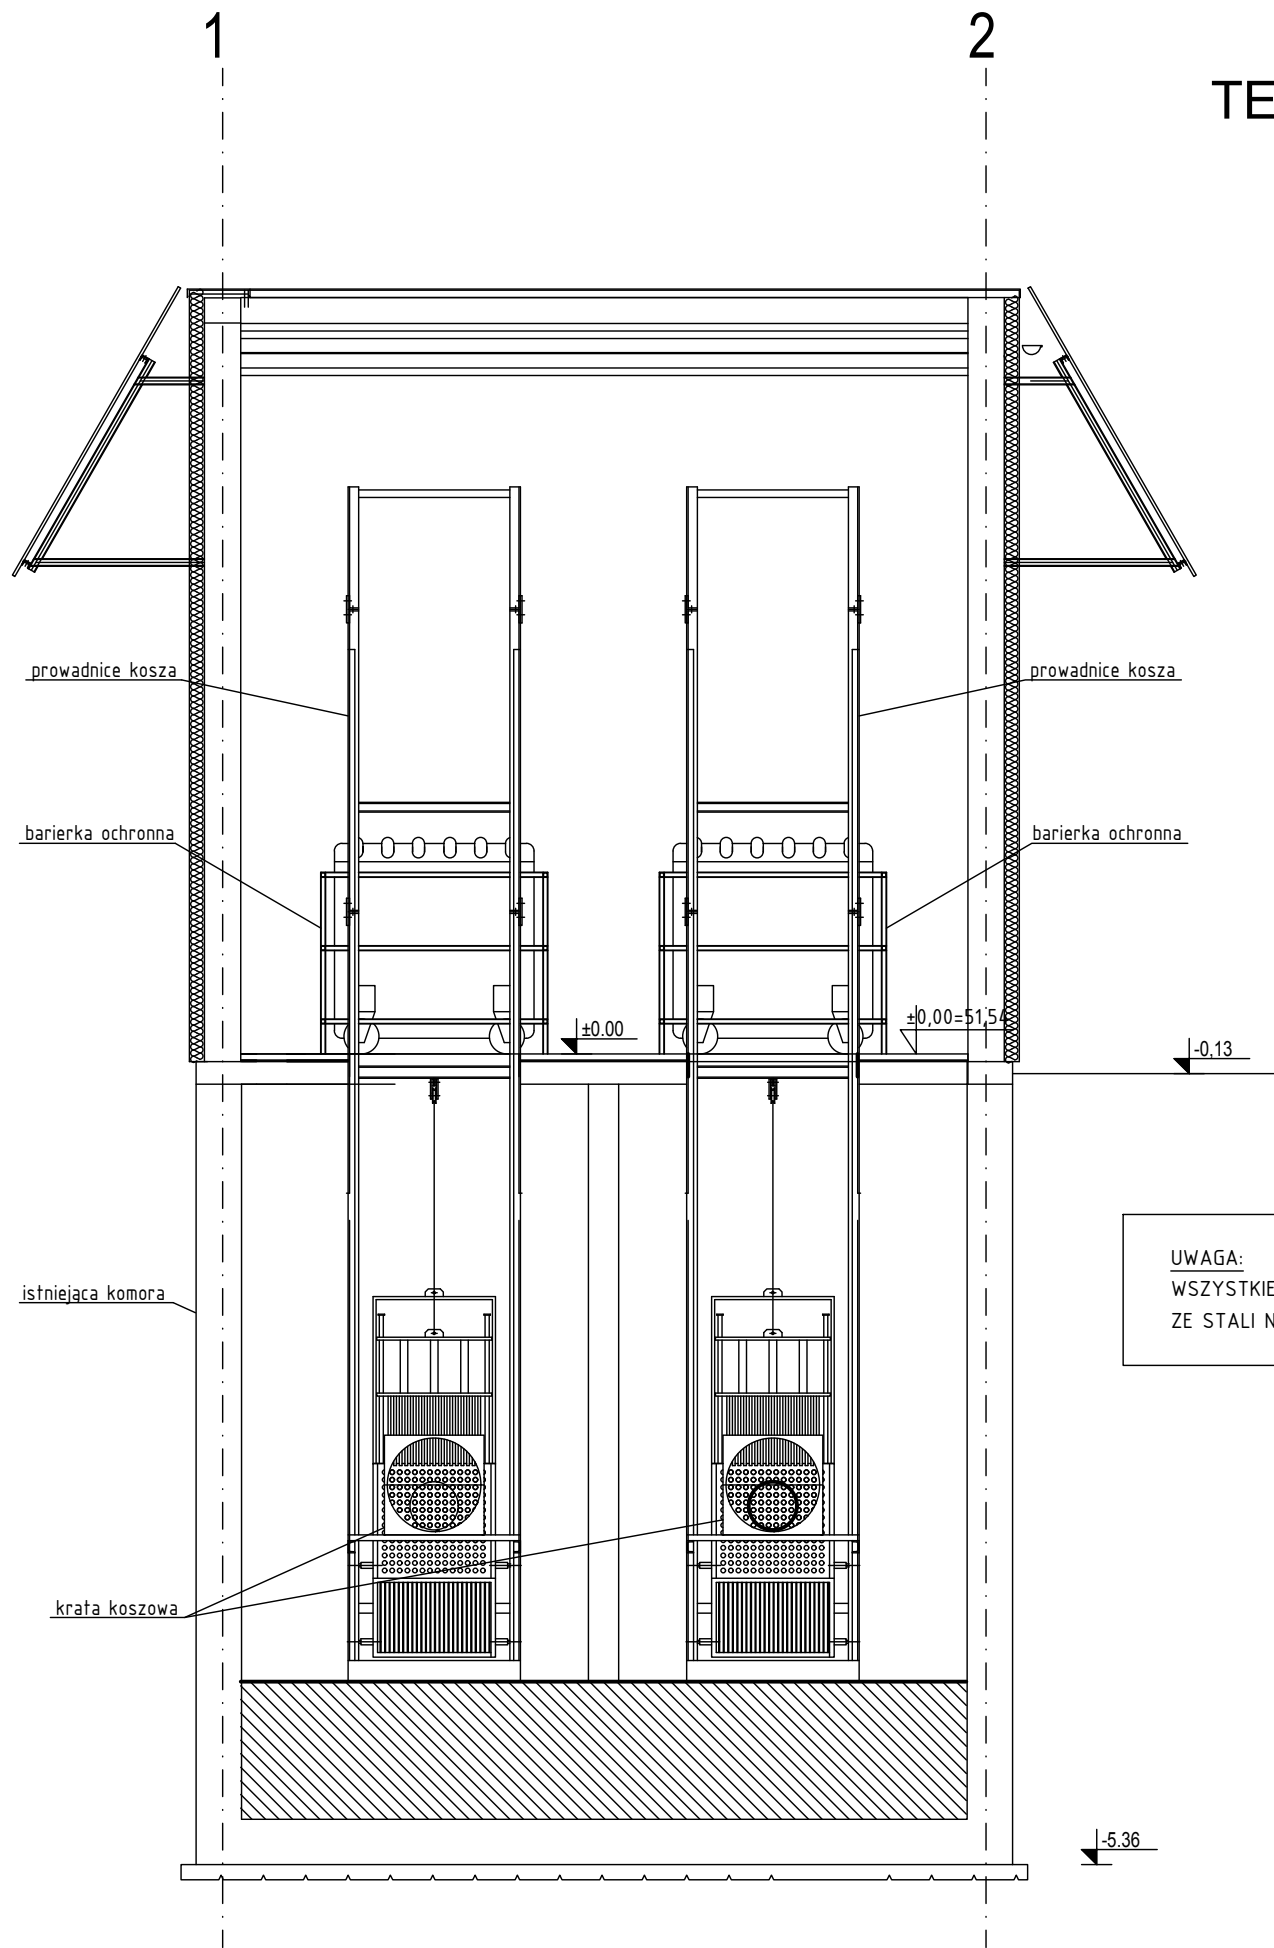 1
2
TE
prowadnice kosza
prowadnice kosza
barierka ochronna
barierka ochronna
±0,00=51,54
±0.00
-0,13
UWAGA:
WSZYSTKIE
ZE STALI N
istniejąca komora
krata koszowa
-5.36